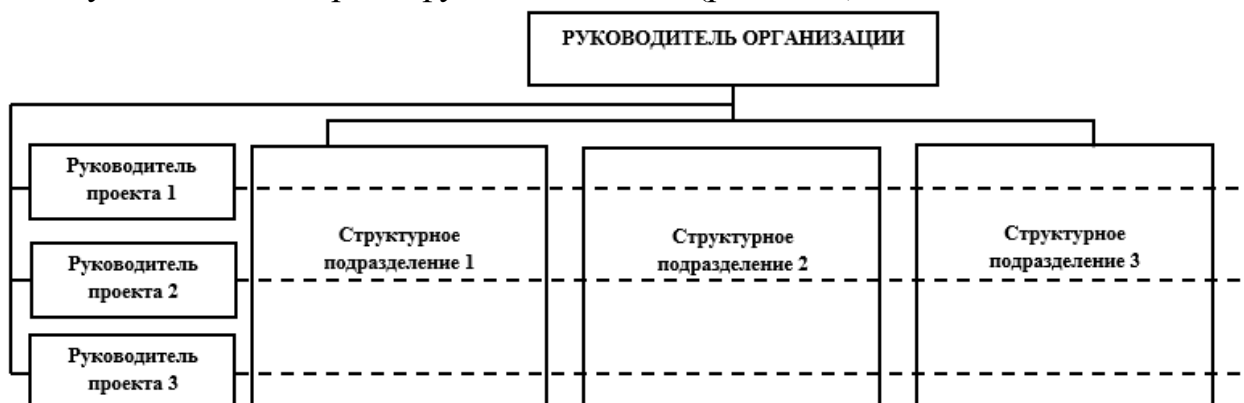 РУКОВОДИТЕЛЬ ОРГАНИЗАЦИИ
Руководитель
проекта 1
Структурное
подразделение 1
Структурное
подразделение 2
Структурное
подразделение 3
Руководитель
проекта 2
Руководитель
проекта 3